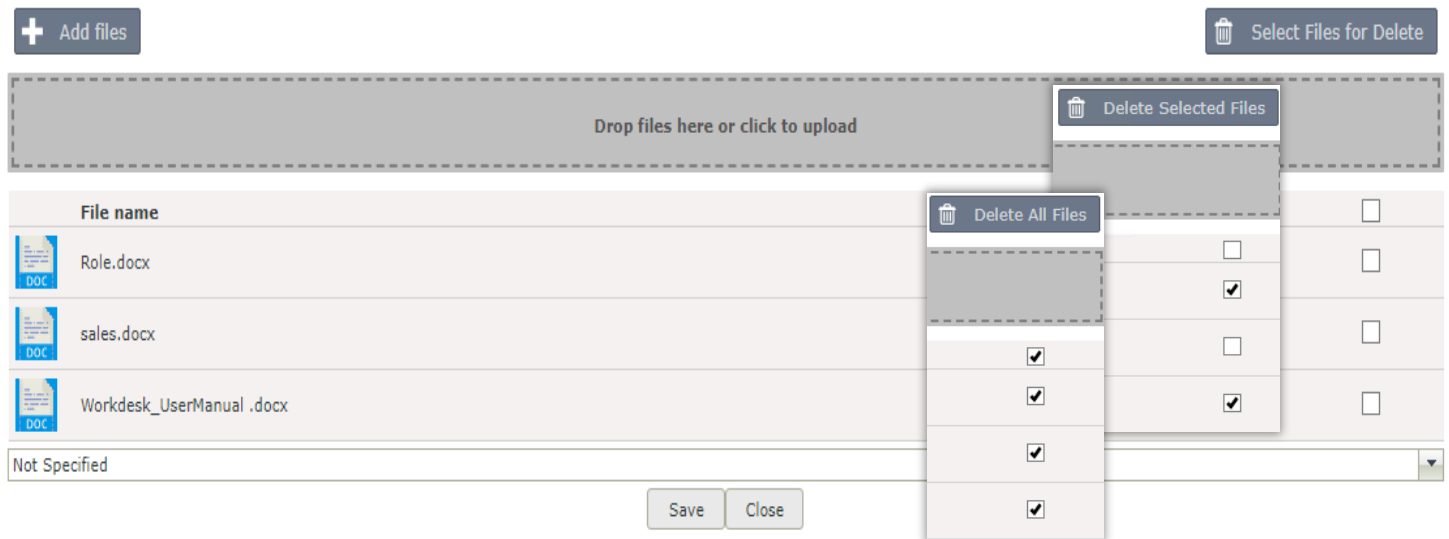 Add files
Select Files for Delete
Drop files here or click to upload
Delete Selected Files
File name
Delete All Files
DOC
Role.docx
DOC
sales.docx
DOC
Workdesk_UserManual .docx
Not Specified
Save
Close